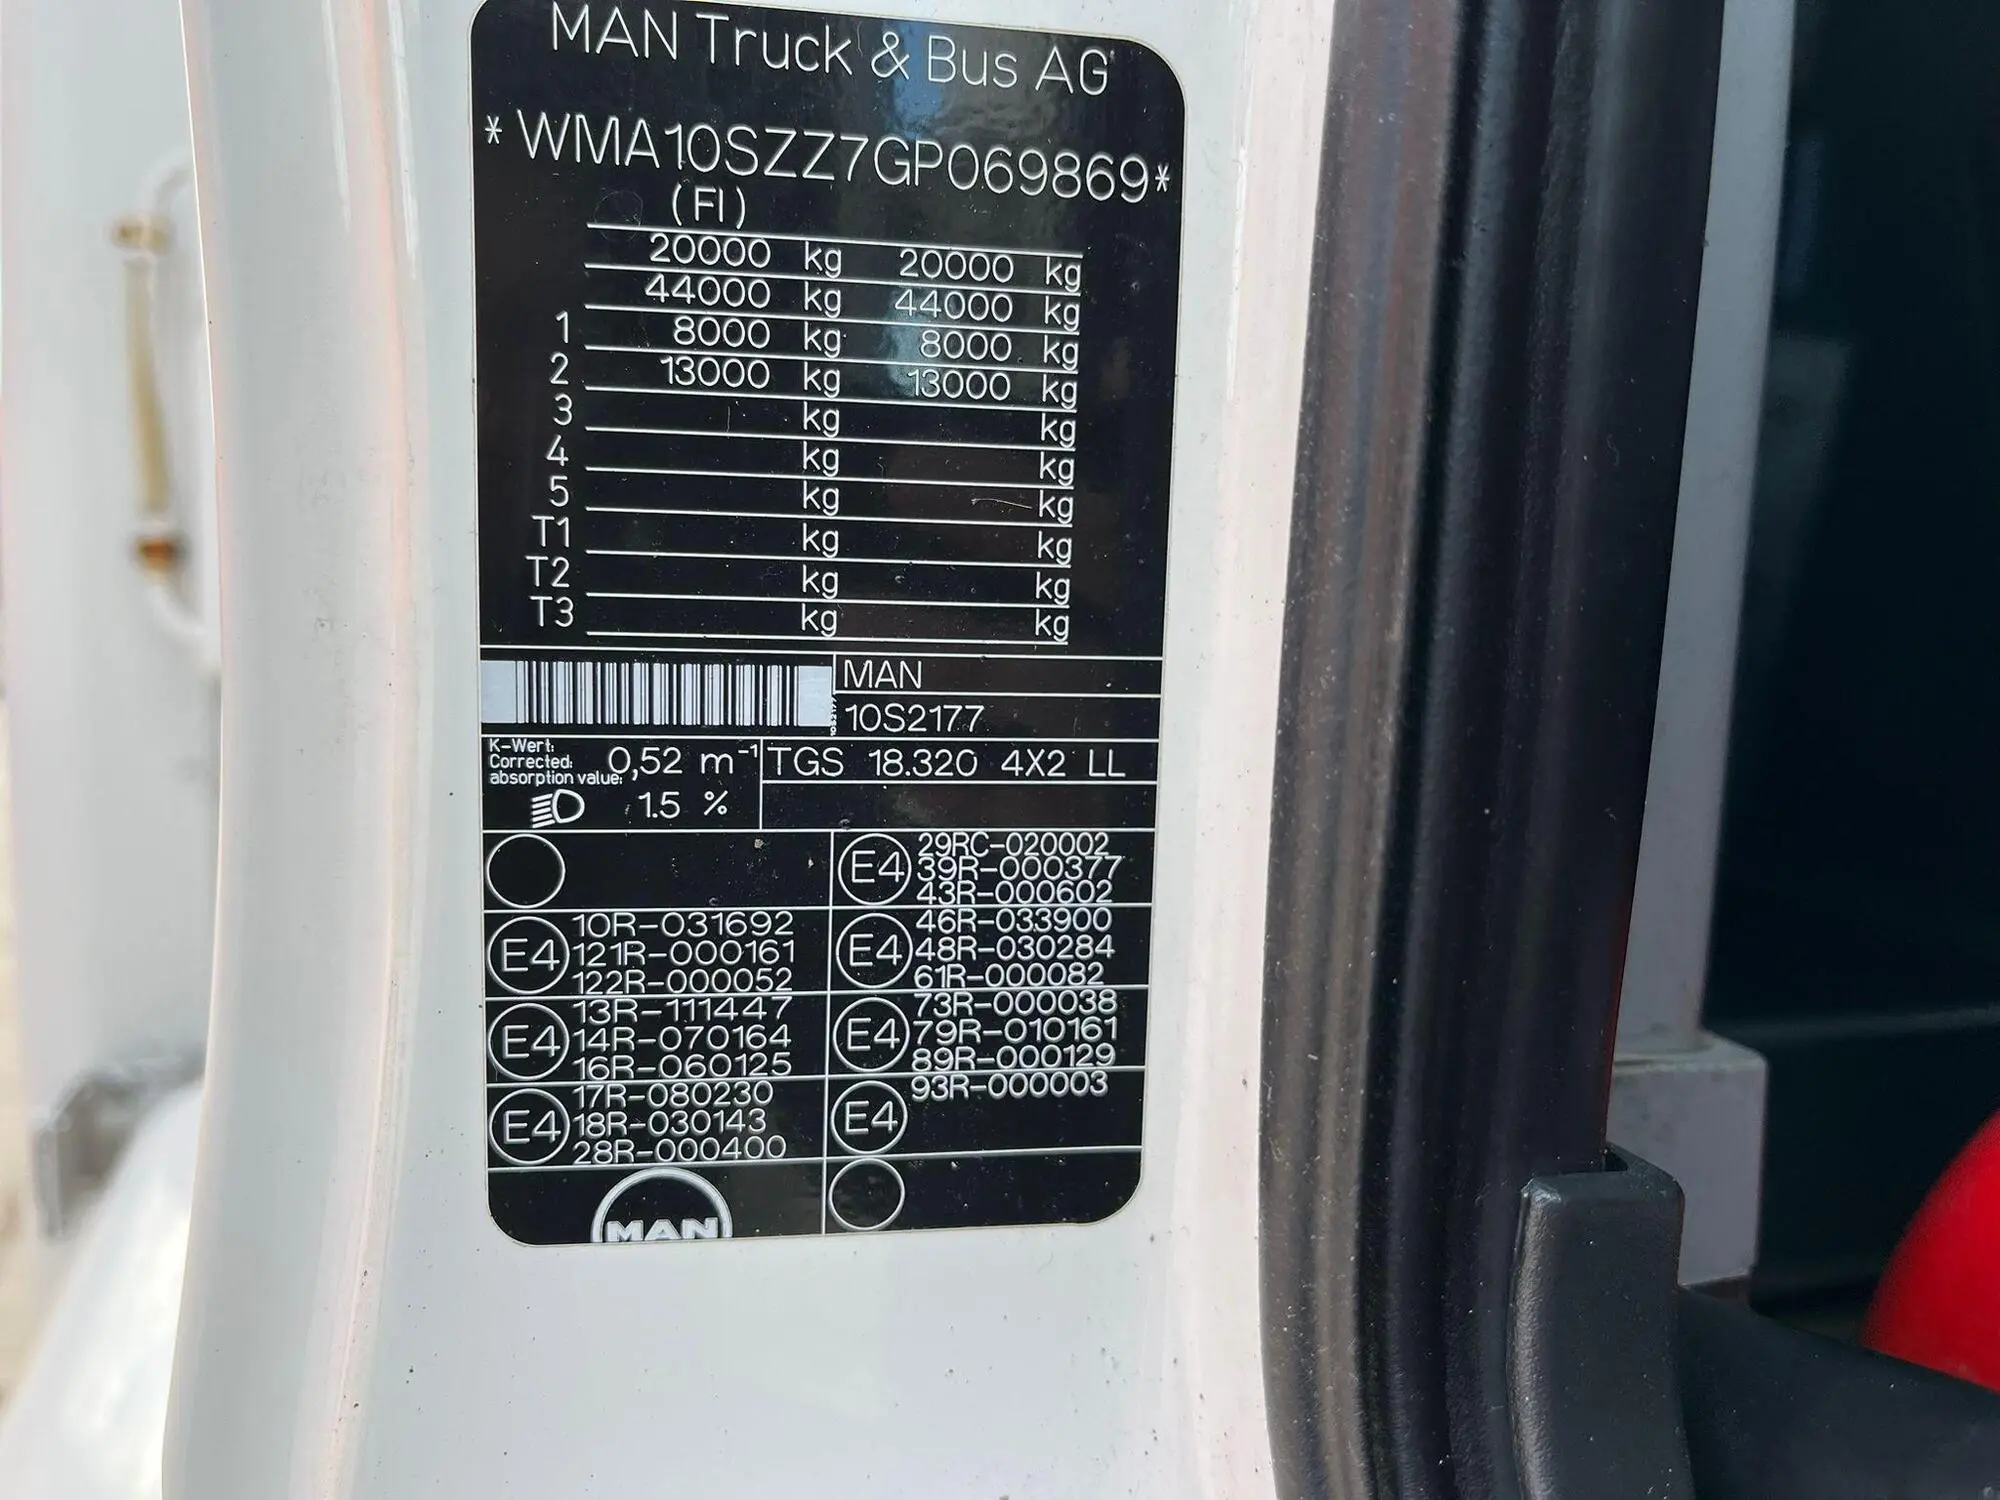 MAN Truck & Bus AG
*WMA10SZZ7GP069869*
(FI)
20000 kg 20000 kg
44000 kg 44000 kg
1 8000 kg 8000 kg
2 13000 kg 13000 kg
3 kg kg
4 kg kg
5 kg kg
T1 kg kg
T2 kg kg
T3 kg kg
MAN
10S2177
10S2177
K-Wert:
Corrected:
absorption value:
0,52 m⁻¹
TGS 18.320 4X2 LL
1.5 %
E4
10R-031692
121R-000161
122R-000052
E4
13R-111447
14R-070164
16R-060125
E4
17R-080230
18R-030143
28R-000400
E4
29RC-020002
39R-000377
43R-000602
E4
46R-033900
48R-030284
61R-000082
E4
73R-000038
79R-010161
89R-000129
E4
93R-000003
MAN